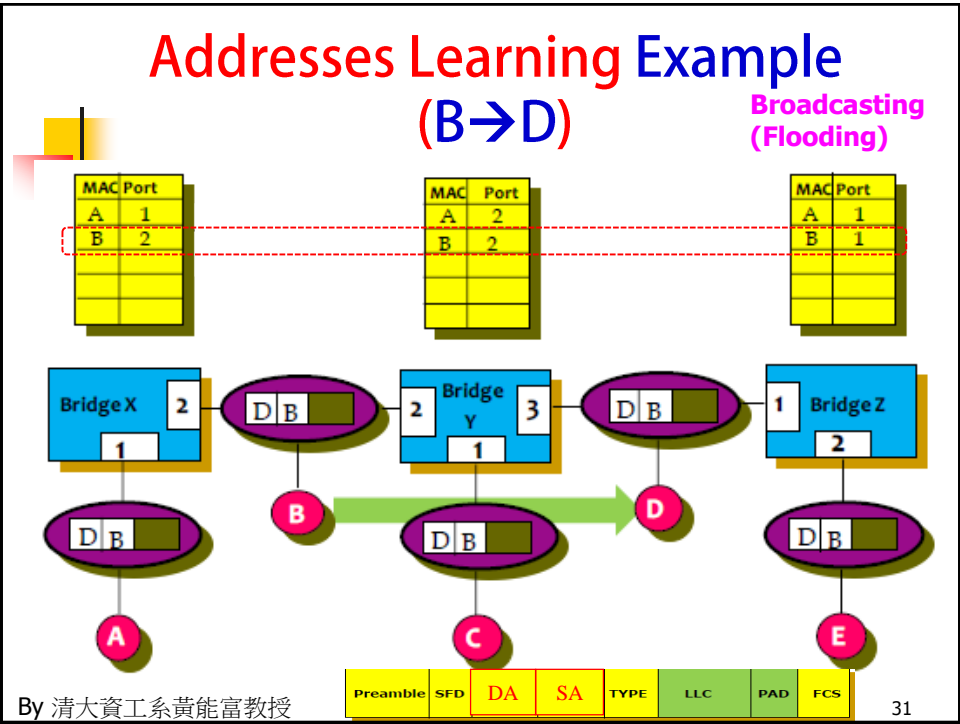 Addresses Learning Example
(B→D)
Broadcasting
(Flooding)
MAC Port
A 1
B 2
MAC Port
A 2
B 2
MAC Port
A 1
B 1
Bridge X
2
1
D B
2
Bridge
Y
3
1
D B
1
Bridge Z
2
B
D
D B
D B
D B
A
C
E
Preamble SFD DA SA TYPE LLC PAD FCS
By 清大資工系黃能富教授
31